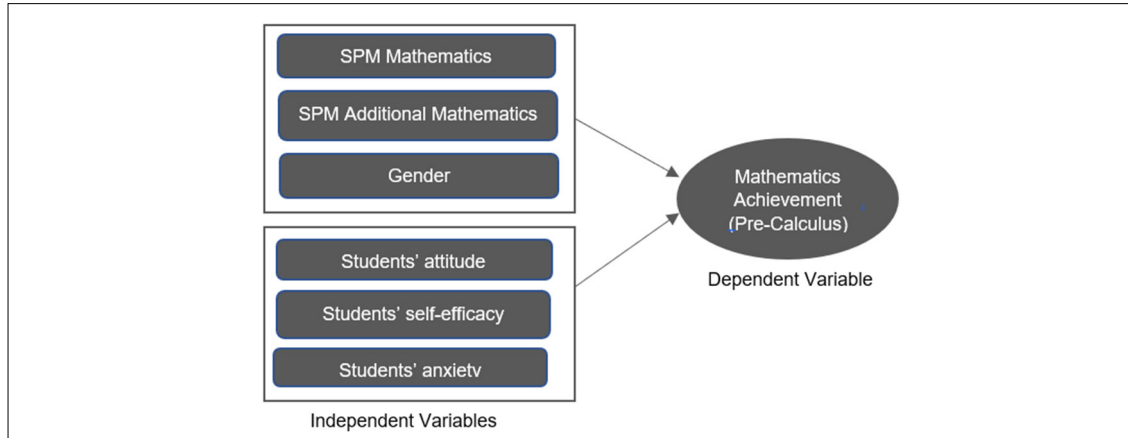 SPM Mathematics
SPM Additional Mathematics
Gender
Students' attitude
Students' self-efficacy
Students' anxiety
Independent Variables
Mathematics
Achievement
(Pre-Calculus)
Dependent Variable